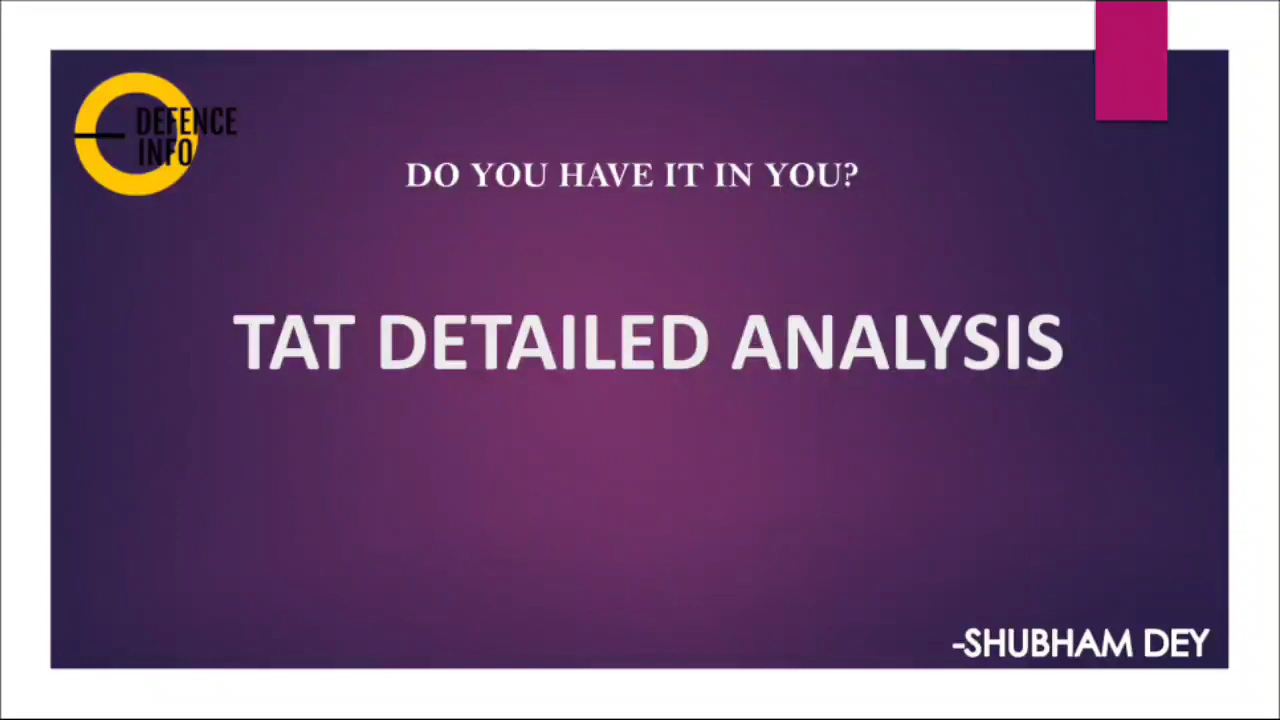 DEFENCE
INFO
DO YOU HAVE IT IN YOU?
TAT DETAILED ANALYSIS
-SHUBHAM DEY